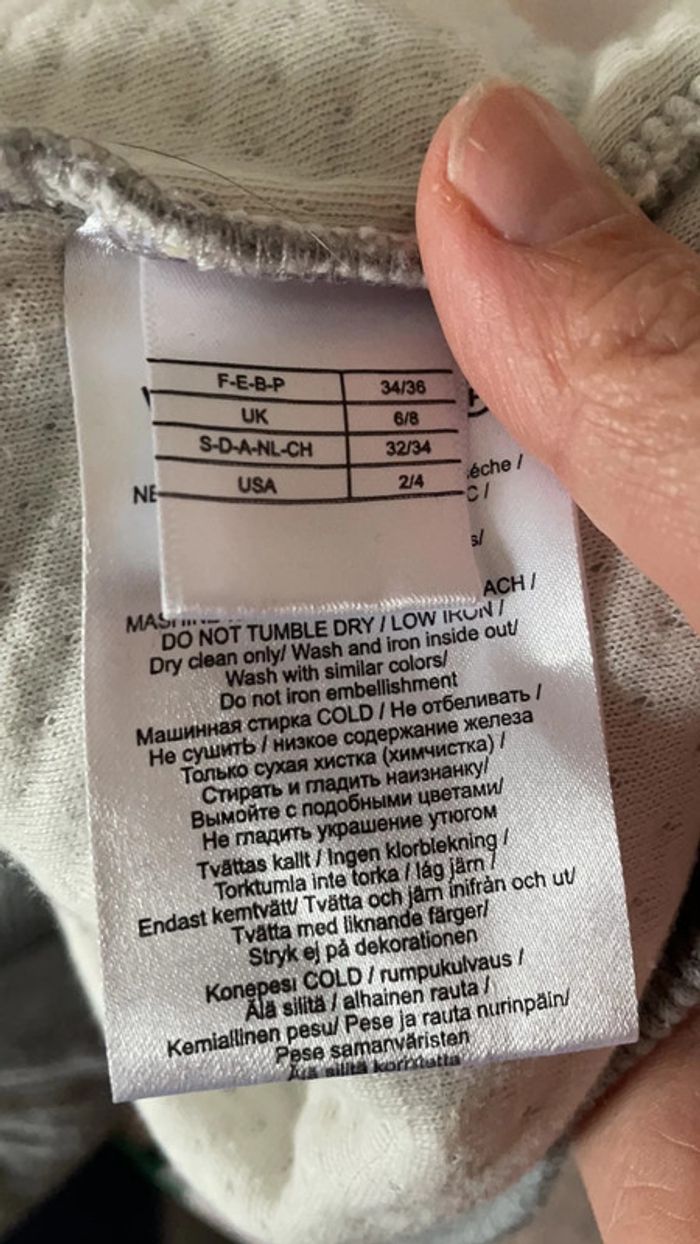 F-E-B-P 34/36
UK 6/8
S-D-A-NL-CH 32/34
USA 2/4
éche /
NE
C /
s/
ACH /
DO NOT TUMBLE DRY / LOW IRON /
Dry clean only/ Wash and iron inside out/
Wash with similar colors/
Do not iron embellishment
Машинная стирка COLD / Не отбеливать /
Не сушить / низкое содержание железа
Только сухая хистка (химчистка) /
Стирать и гладить наизнанку/
Вымойте с подобными цветами/
Не гладить украшение утюгом
Tvättas kallt / Ingen klorblekning /
Torktumla inte torka / låg järn /
Endast kemtvätt/ Tvätta och järn inifrån och ut/
Tvätta med liknande färger/
Stryk ej på dekorationen
Konepesı COLD / rumpukulvaus /
Älä silitä / alhainen rauta /
Kemiallinen pesu/ Pese ja rauta nurinpäin/
Pese samanväristen